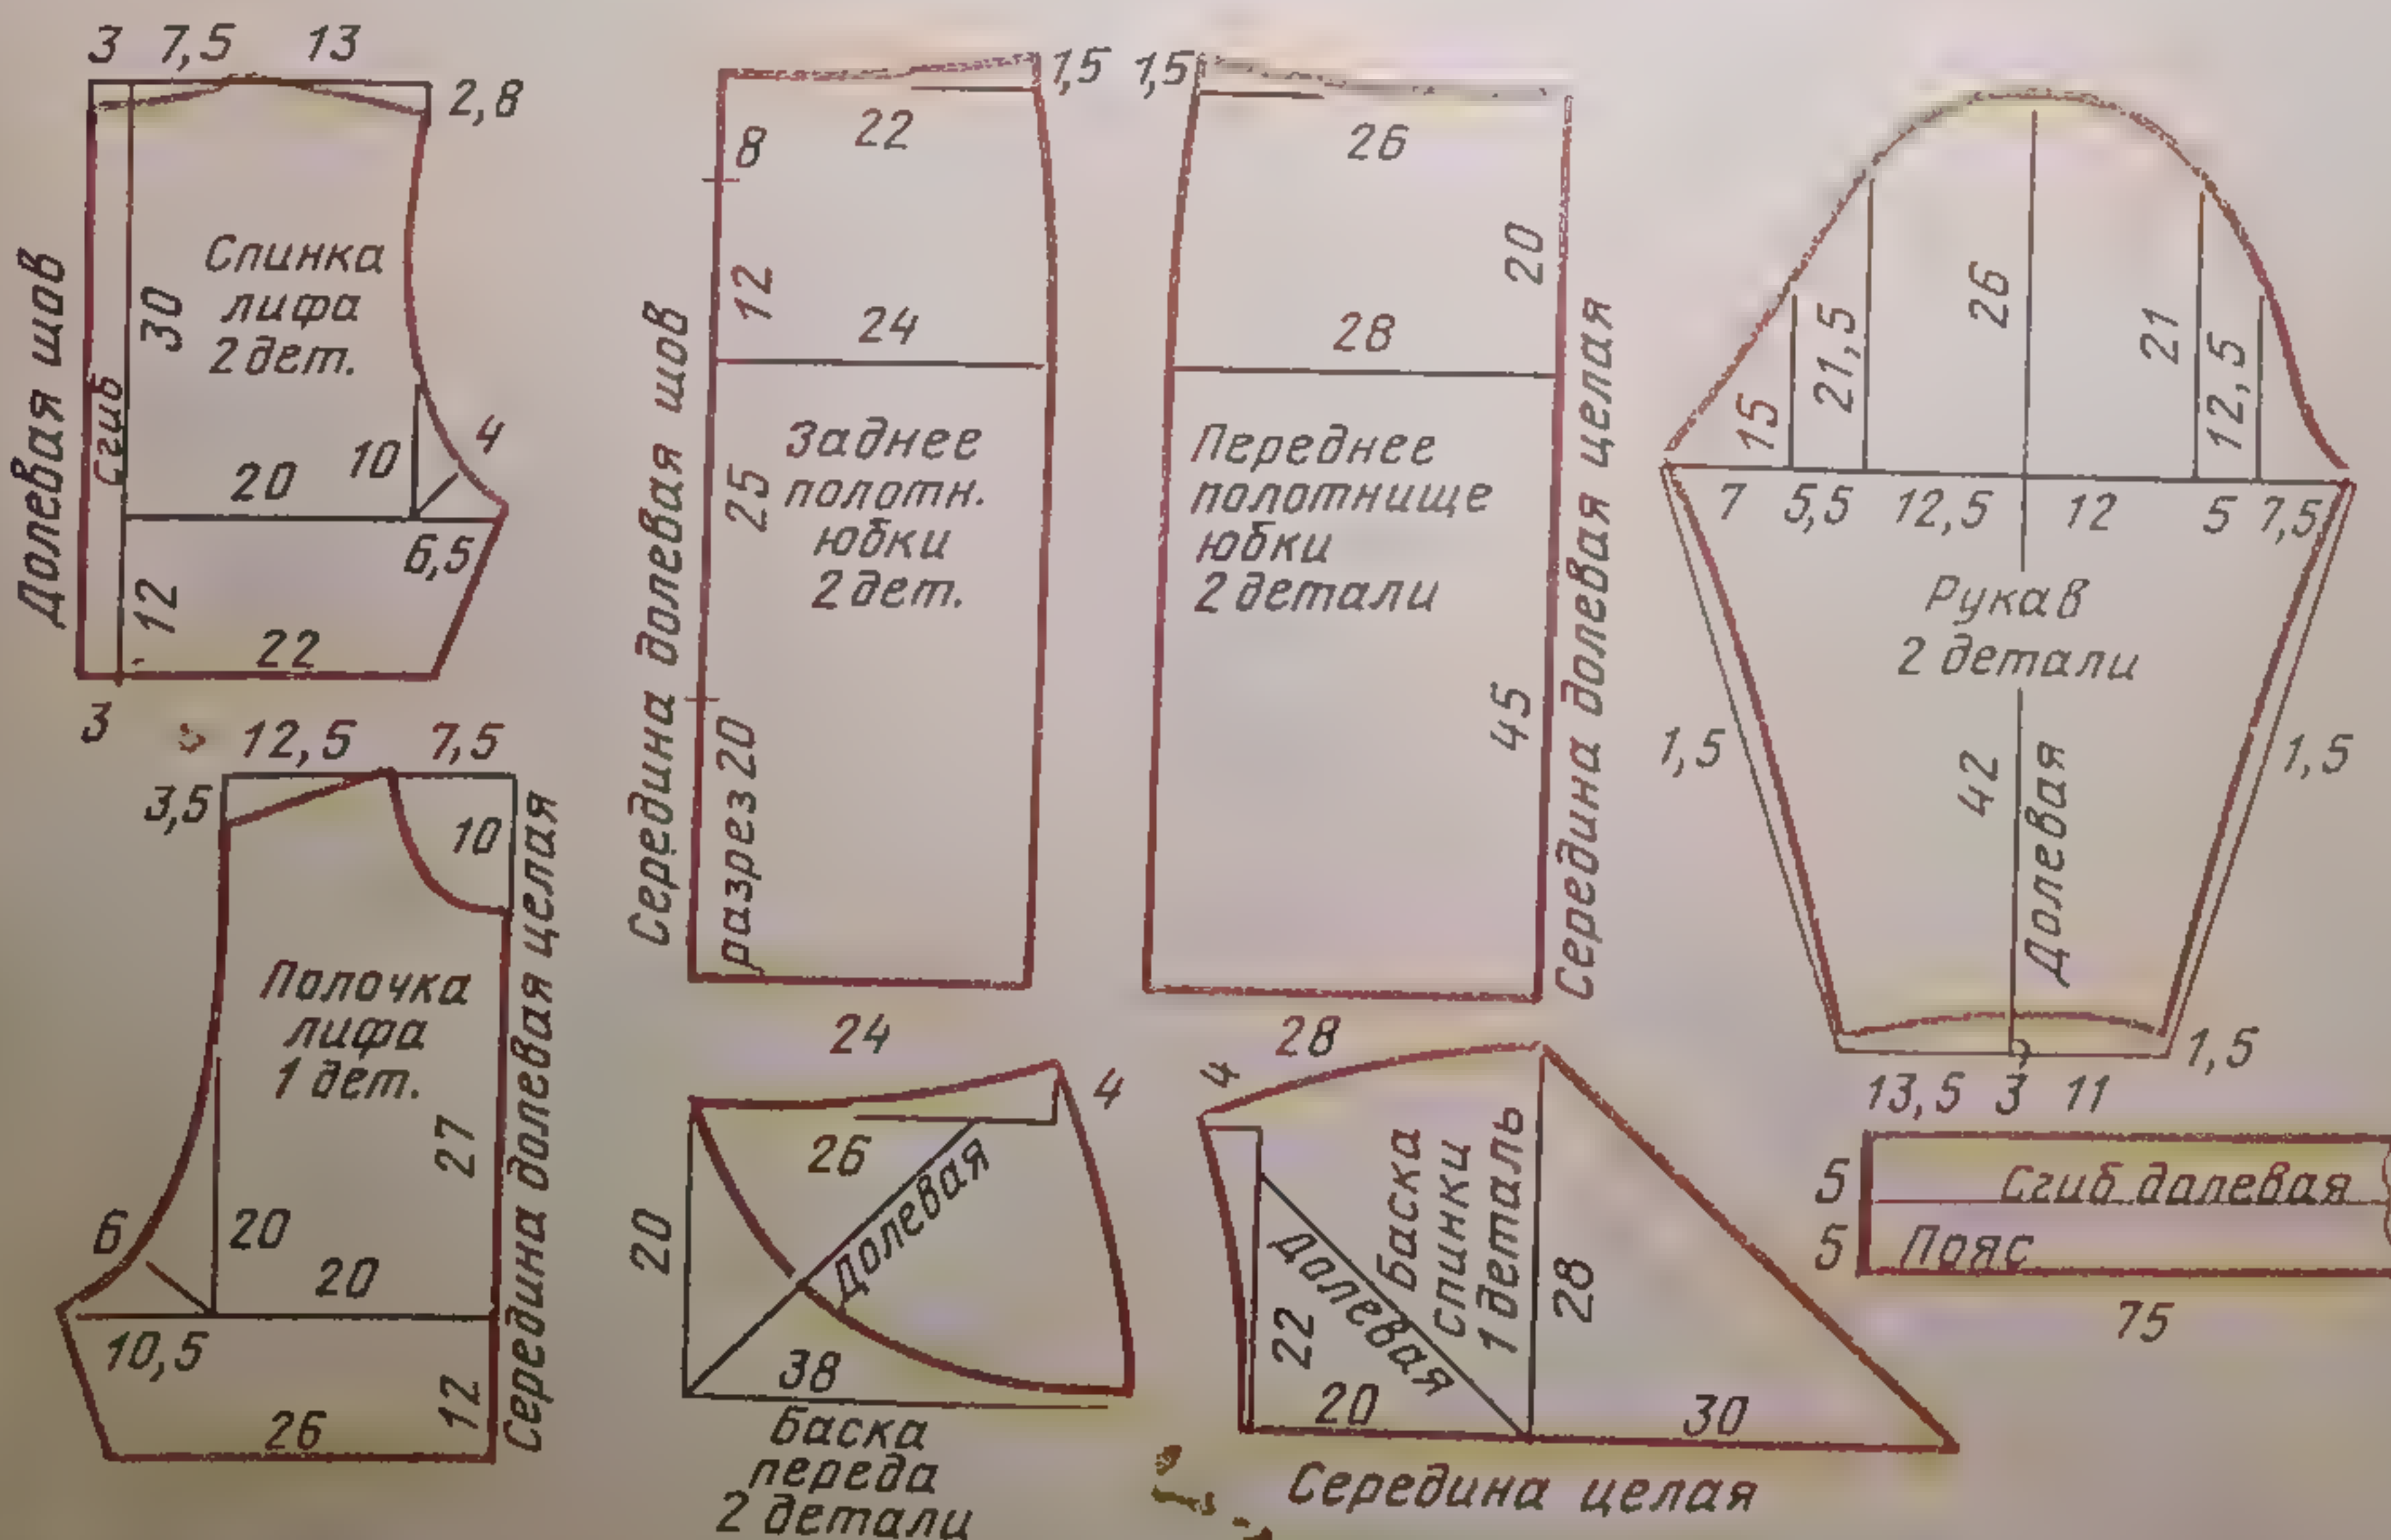 3 7,5 13
2,8
Долевая шов
Сгиб
30
Спинка
лифа
2 дет.
20
10
4
6,5
12
22
3
12,5 7,5
3,5
10
Полочка
лифа
1 дет.
27
6
20
20
10,5
12
26
Середина долевая целая
1,5
22
8
12
24
25
Заднее
полотн.
юбки
2 дет.
разрез 20
24
Середина долевая шов
1,5
26
20
28
Переднее
полотнище
юбки
2 детали
45
28
Середина долевая целая
26
15
21,5
21
12,5
7 5,5 12,5 12 5 7,5
Рукав
2 детали
1,5
42
Долевая
1,5
1,5
13,5 3 11
4
26
20
Долевая
38
Баска
переда
2 детали
4
Баска
спинки
1 деталь
Долевая
22
28
20
30
Середина целая
5
Сгиб долевая
5
Пояс
75